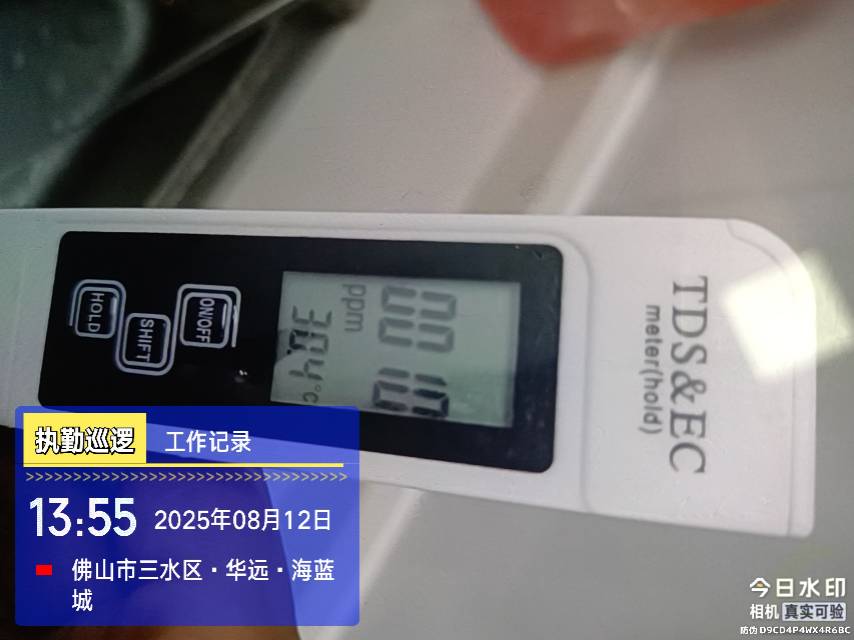 TDS&EC
meter(hold)
0010
ppm
30.4°C
ON/OFF
SHIFT
HOLD
执勤巡逻 工作记录
>>>>>>>>>>>>>>>>>>>>>>>>>>>>>>>>>>>
13:55 2025年08月12日
佛山市三水区·华远·海蓝
城
今日水印
相机 真实可验
防伪 D9CD4P4WX4R6BC